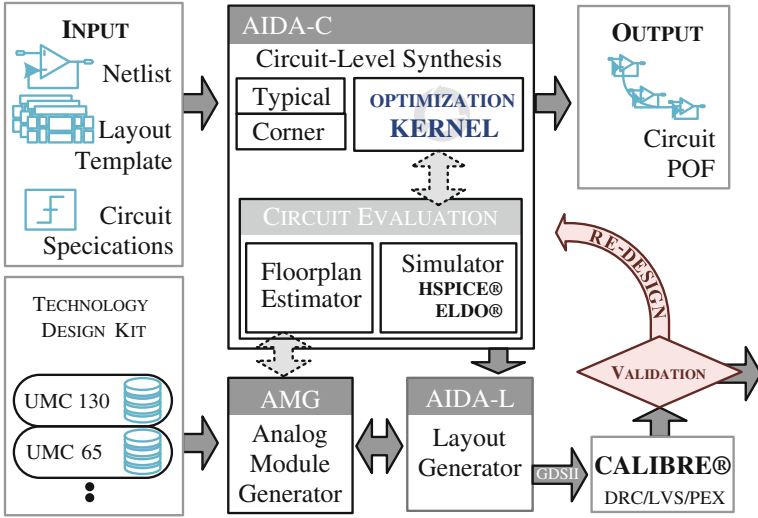 INPUT
Netlist
Layout
Template
Circuit
Specications
TECHNOLOGY
DESIGN KIT
UMC 130
UMC 65
AIDA-C
Circuit-Level Synthesis
Typical
Corner
OPTIMIZATION
KERNEL
CIRCUIT EVALUATION
Floorplan
Estimator
Simulator
HSPICE®
ELDO®
OUTPUT
Circuit
POF
RE-DESIGN
VALIDATION
AMG
Analog
Module
Generator
AIDA-L
Layout
Generator
GDSII
CALIBRE®
DRC/LVS/PEX